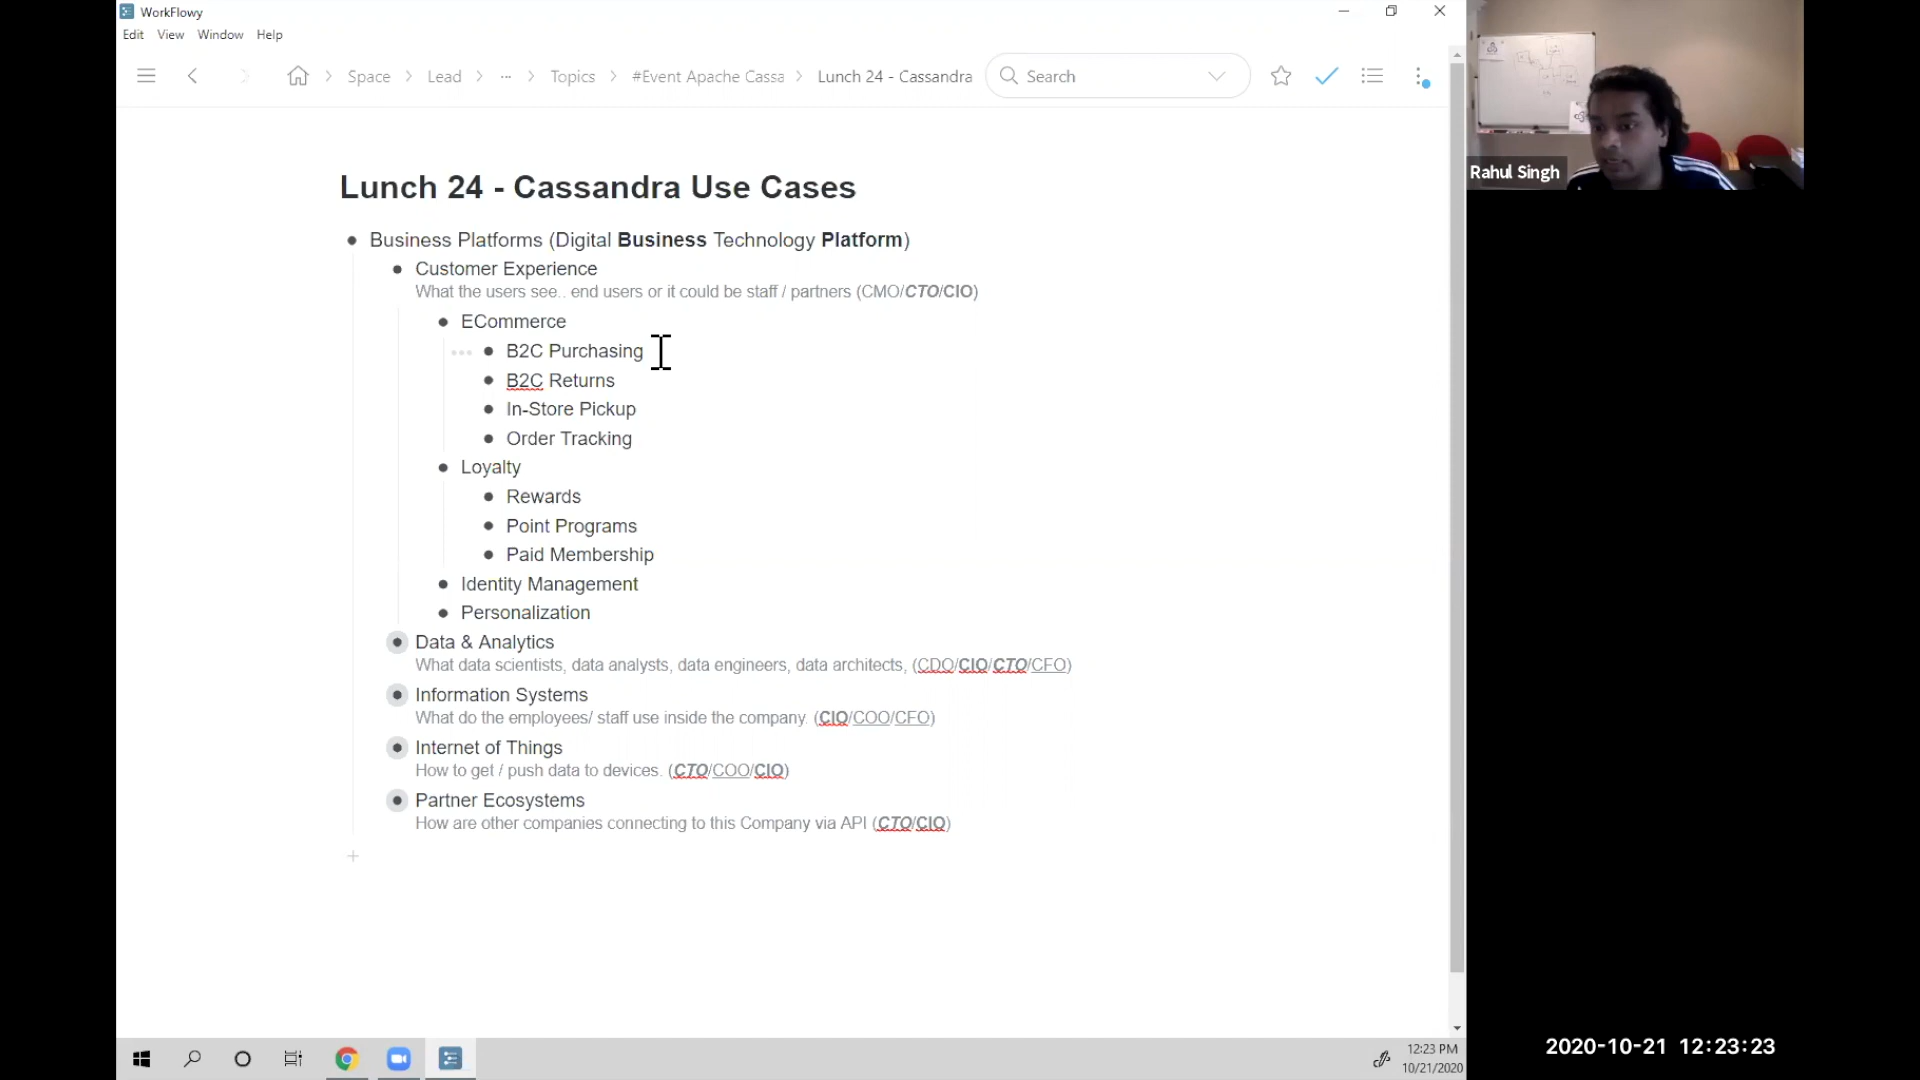 WorkFlowy
Edit View Window Help
Space Lead ... Topics #Event Apache Cassa Lunch 24 - Cassandra Search
Rahul Singh
Lunch 24 - Cassandra Use Cases
Business Platforms (Digital Business Technology Platform)
Customer Experience
What the users see.. end users or it could be staff / partners (CMO/CTO/CIO)
ECommerce
B2C Purchasing
B2C Returns
In-Store Pickup
Order Tracking
Loyalty
Rewards
Point Programs
Paid Membership
Identity Management
Personalization
Data & Analytics
What data scientists, data analysts, data engineers, data architects, (CDO/CIO/CTO/CFO)
Information Systems
What do the employees/ staff use inside the company. (CIO/COO/CFO)
Internet of Things
How to get / push data to devices. (CTO/COO/CIO)
Partner Ecosystems
How are other companies connecting to this Company via API (CTO/CIO)
12:23 PM
10/21/2020
2020-10-21 12:23:23